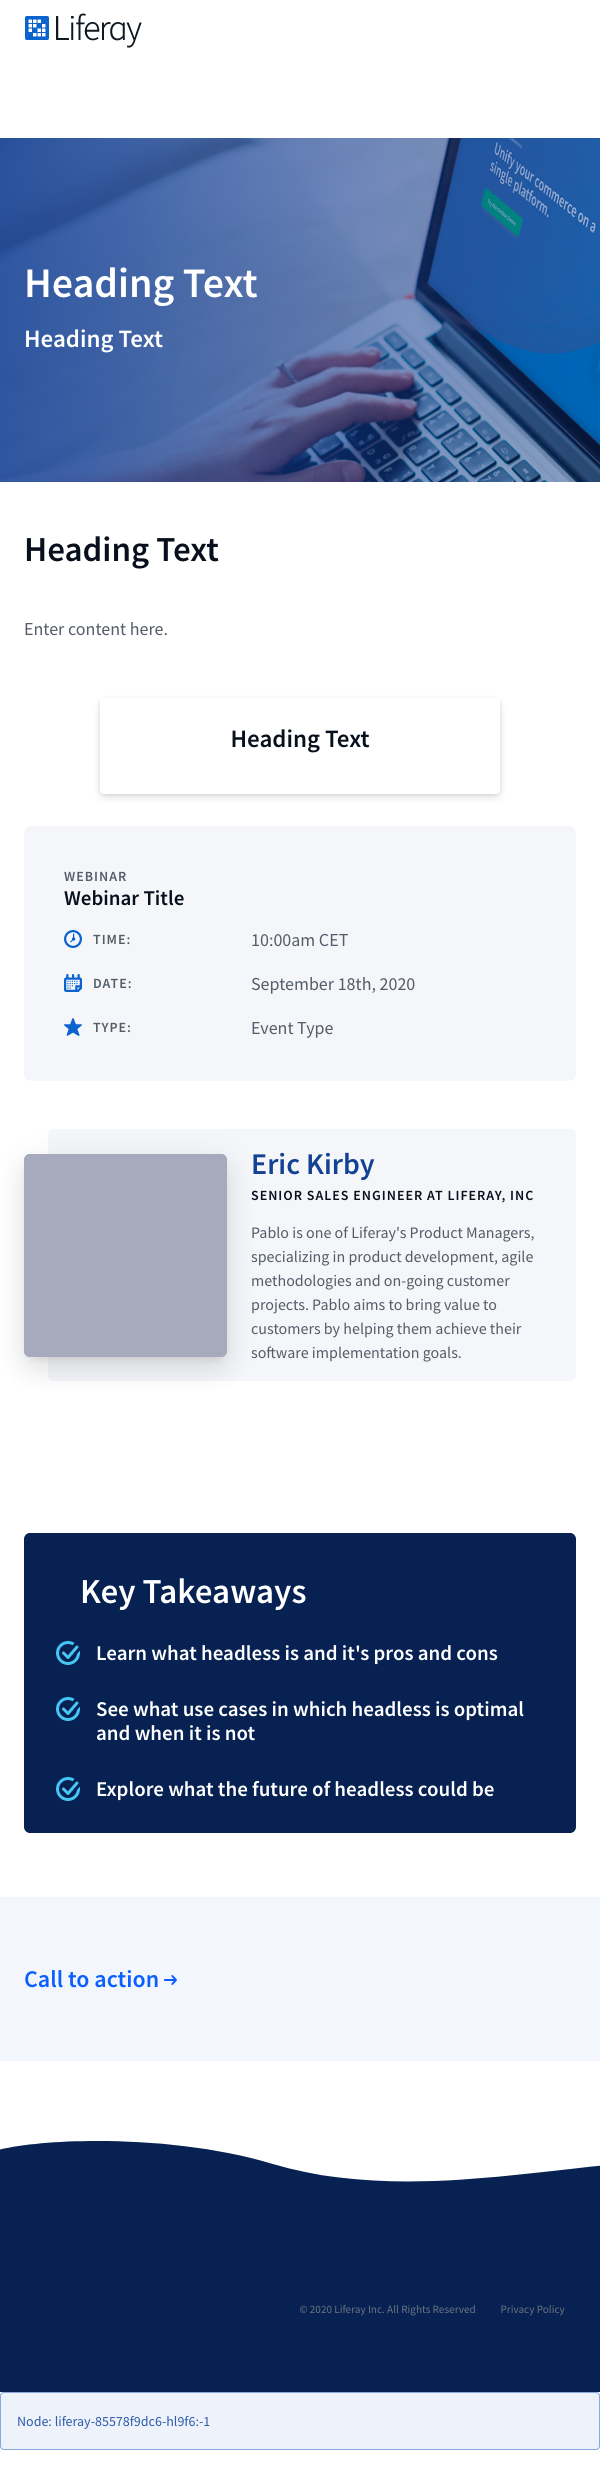 Liferay
Unify your commerce on a
single platform.
Heading Text
Heading Text
Heading Text
Enter content here.
Heading Text
WEBINAR
Webinar Title
TIME: 10:00am CET
DATE: September 18th, 2020
TYPE: Event Type
Eric Kirby
SENIOR SALES ENGINEER AT LIFERAY, INC
Pablo is one of Liferay's Product Managers,
specializing in product development, agile
methodologies and on-going customer
projects. Pablo aims to bring value to
customers by helping them achieve their
software implementation goals.
Key Takeaways
Learn what headless is and it's pros and cons
See what use cases in which headless is optimal
and when it is not
Explore what the future of headless could be
Call to action →
© 2020 Liferay Inc. All Rights Reserved Privacy Policy
Node: liferay-85578f9dc6-hl9f6:-1